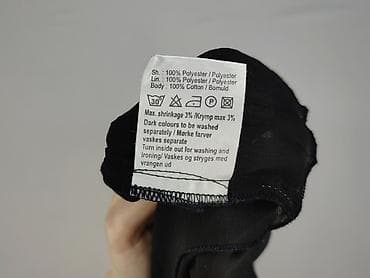 Sh. : 100% Polyester / Polyester
Lin. : 100% Polyester / Polyester
Body : 100% Cotton / Bomuld
30 P
Max. shrinkage 3% /Krymp max 3%
Dark colours to be washed
separately / Mørke farver
vaskes separate
Turn inside out for washing and
ironing/ Vaskes og stryges med
vrangen ud